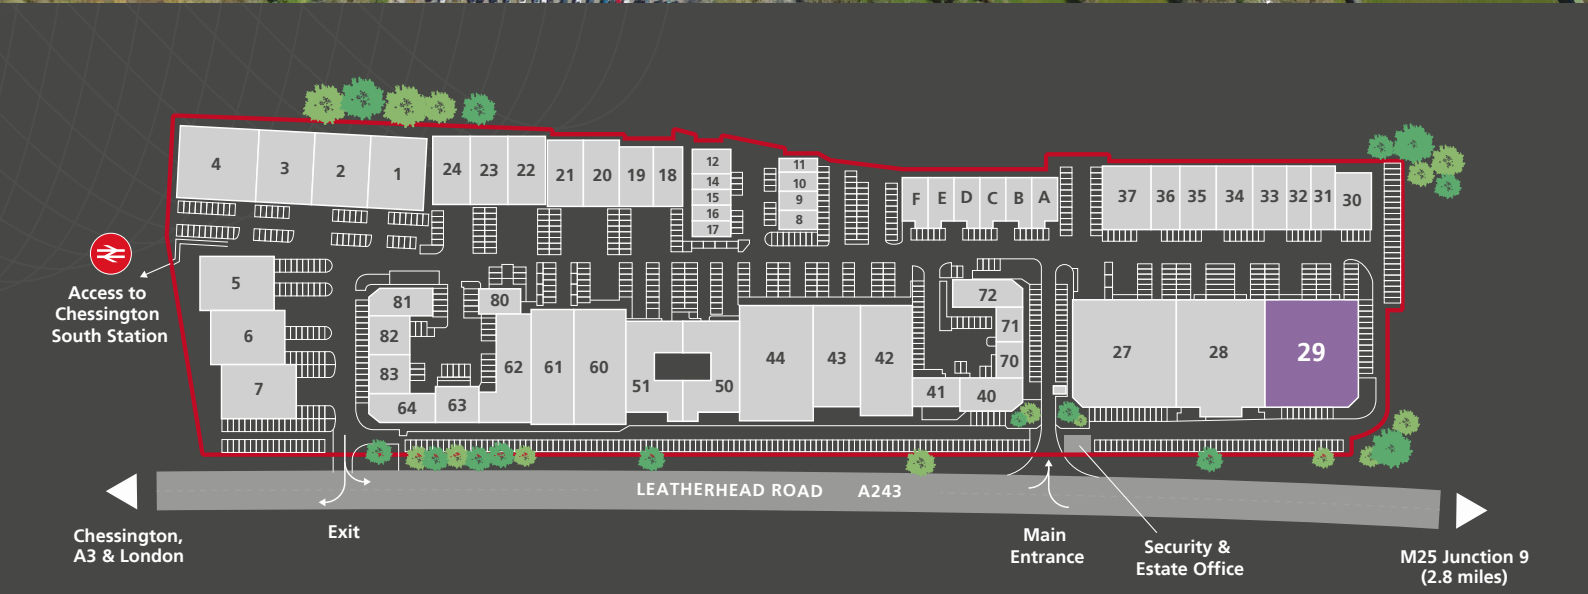 4
3
2
1
24
23
22
21
20
19
18
12
14
15
16
17
11
10
9
8
F
E
D
C
B
A
37
36
35
34
33
32
31
30
Access to
Chessington
South Station
5
6
7
81
82
83
64
63
80
62
61
60
51
50
44
43
42
41
40
72
71
70
27
28
29
LEATHERHEAD ROAD A243
Chessington,
A3 & London
Exit
Main
Entrance
Security &
Estate Office
M25 Junction 9
(2.8 miles)